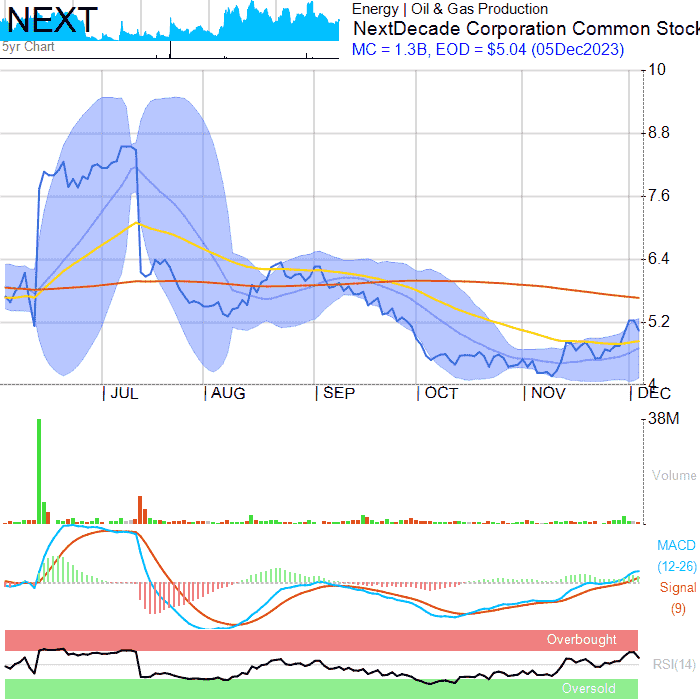 NEXT
5yr Chart
Energy | Oil & Gas Production
NextDecade Corporation Common Stock
MC = 1.3B, EOD = $5.04 (05Dec2023)
10
8.8
7.6
6.4
5.2
4
JUL AUG SEP OCT NOV DEC
38M
Volume
MACD
(12-26)
Signal
(9)
Overbought
RSI(14)
Oversold